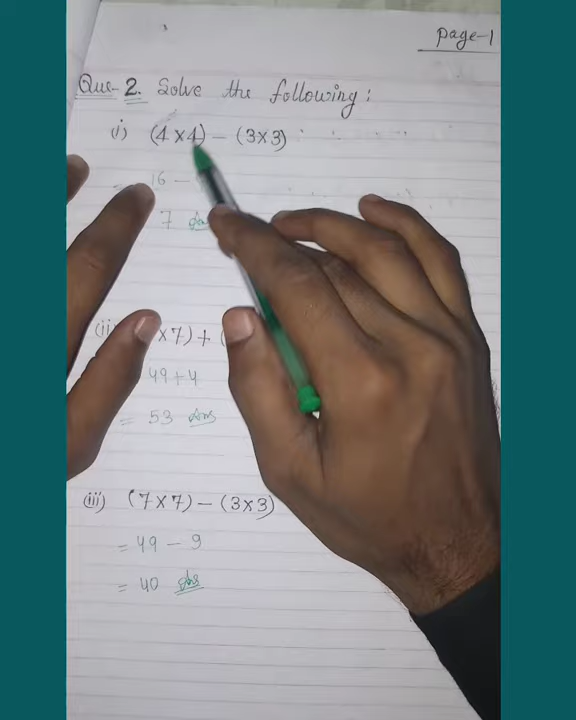 page-1
Que-2. Solve the following:
(i) (4×4) – (3×3)
16 –
7 Ans
(ii ×7) + (
49+4
= 53 Ans
(iii) (7×7) – (3×3)
= 49 – 9
= 40 Ans